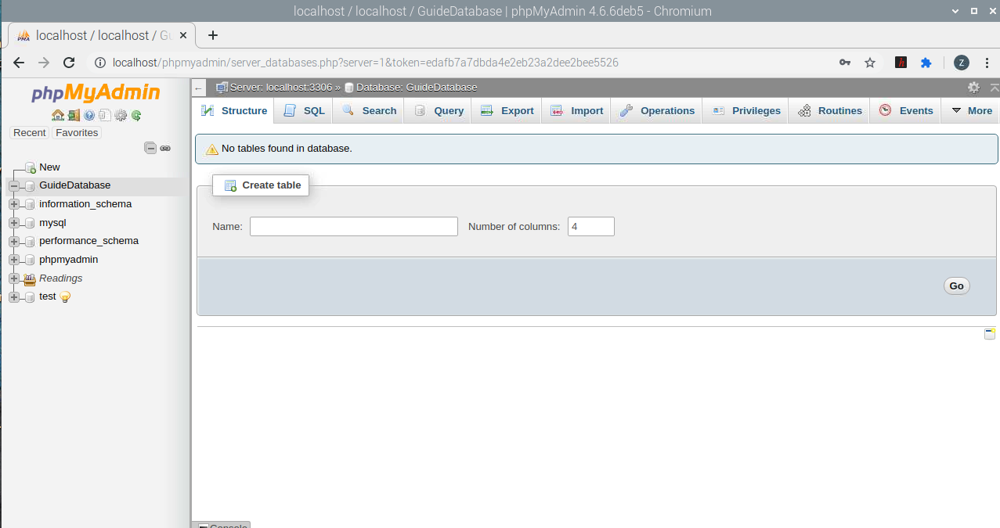 localhost / localhost / GuideDatabase | phpMyAdmin 4.6.6deb5 - Chromium
PMA localhost / localhost / Gu
localhost/phpmyadmin/server_databases.php?server=1&token=edafb7a7dbda4e2eb23a2dee2bee5526
Z
phpMyAdmin
Server: localhost:3306 » Database: GuideDatabase
Structure SQL Search Query Export Import Operations Privileges Routines Events More
Recent Favorites
No tables found in database.
New
GuideDatabase
information_schema
mysql
performance_schema
phpmyadmin
Readings
test
Create table
Name: Number of columns: 4
Go
Console